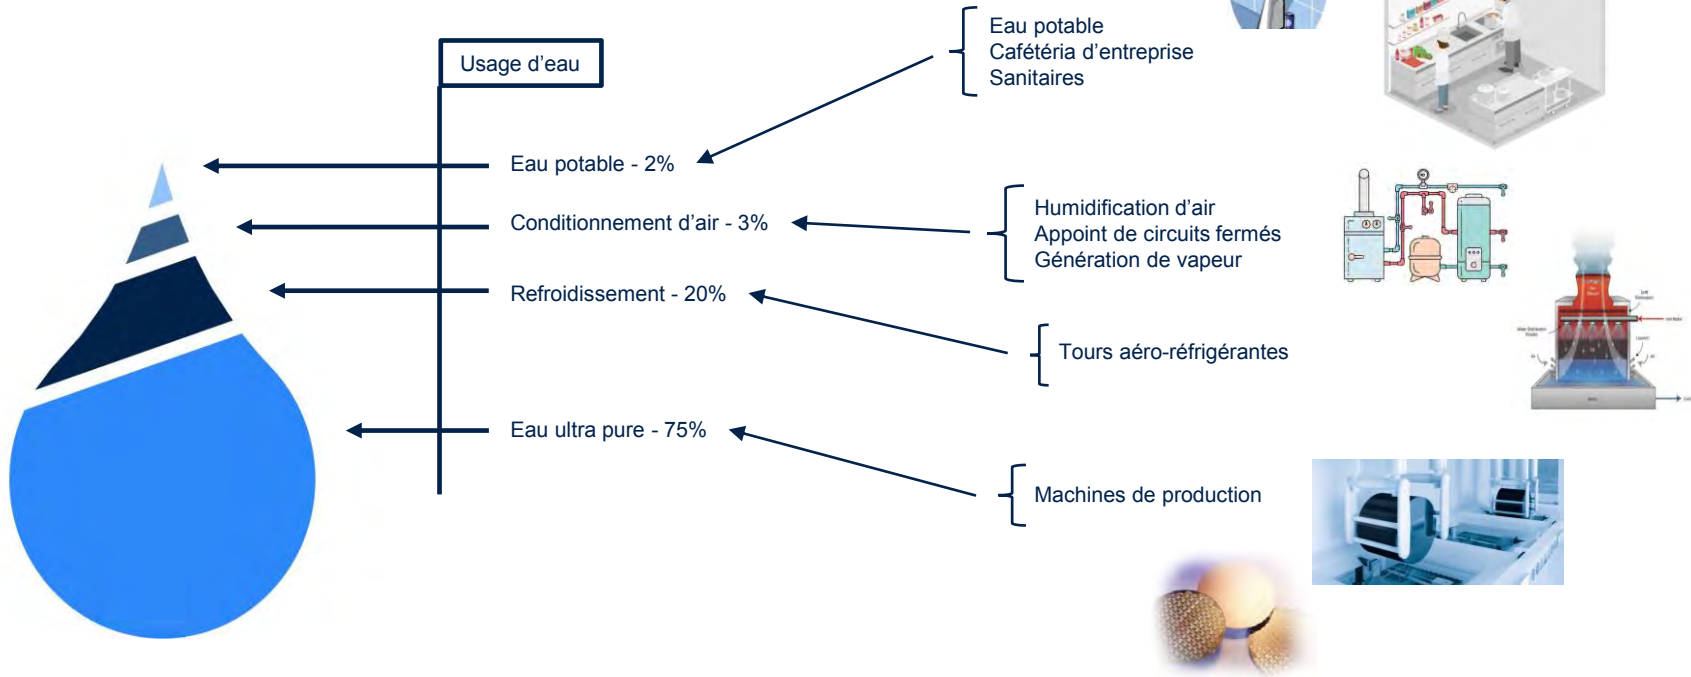 Usage d’eau
Eau potable
Cafétéria d’entreprise
Sanitaires
Eau potable - 2%
Conditionnement d’air - 3%
Humidification d’air
Appoint de circuits fermés
Génération de vapeur
Refroidissement - 20%
Tours aéro-réfrigérantes
Eau ultra pure - 75%
Machines de production